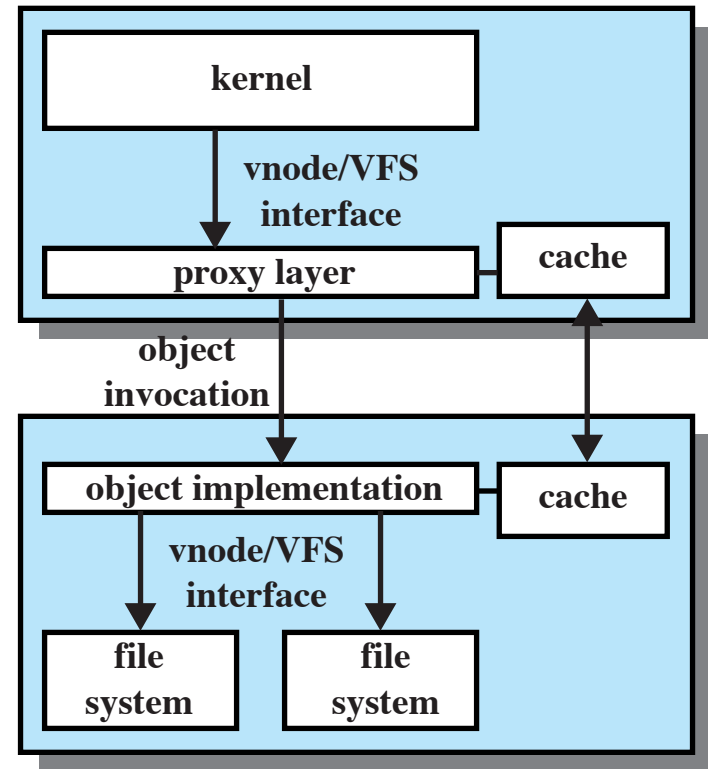 kernel
vnode/VFS
interface
proxy layer
cache
object
invocation
object implementation
cache
vnode/VFS
interface
file
system
file
system